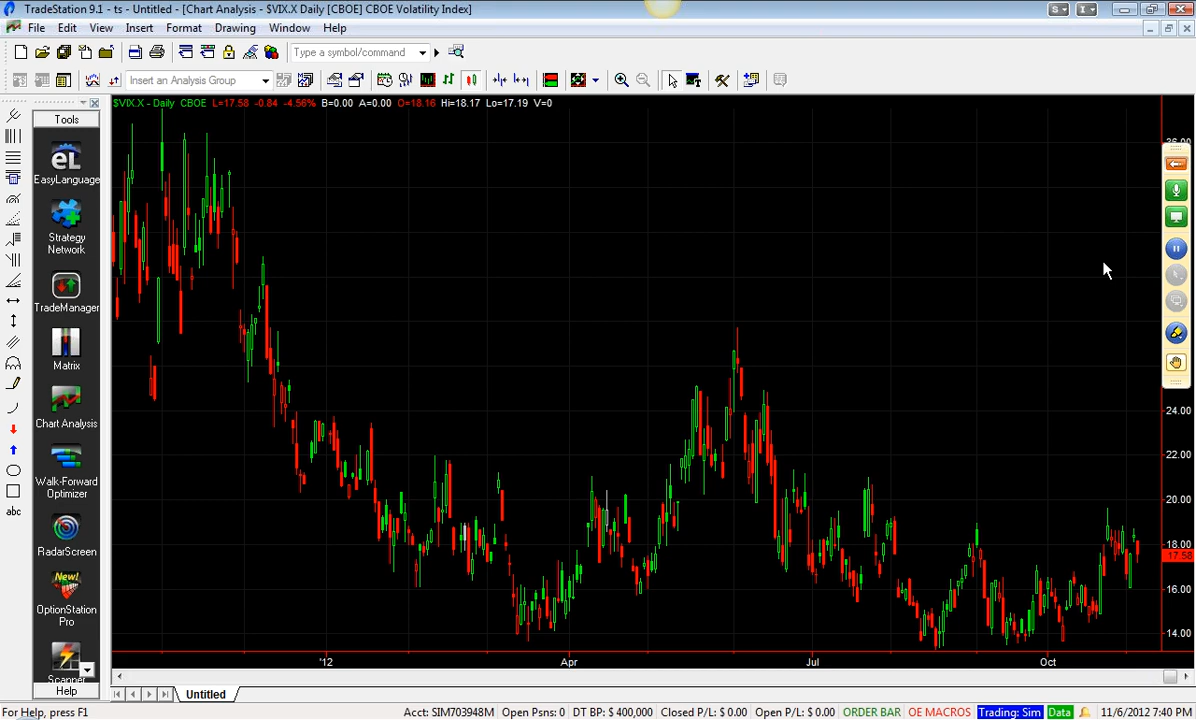 TradeStation 9.1 - ts - Untitled - [Chart Analysis - $VIX.X Daily [CBOE] CBOE Volatility Index]
S
I
File Edit View Insert Format Drawing Window Help
Type a symbol/command
Insert an Analysis Group
$VIX.X - Daily CBOE L=17.58 -0.84 -4.56% B=0.00 A=0.00 O=18.16 Hi=18.17 Lo=17.19 V=0
Tools
eL
EasyLanguage
Strategy
Network
TradeManager
Matrix
Chart Analysis
Walk-Forward
Optimizer
RadarScreen
New!
OptionStation
Pro
Scanner
Help
abc
24.00
22.00
20.00
18.00
17.58
16.00
14.00
'12 Apr Jul Oct
Untitled
For Help, press F1
Acct: SIM703948M Open Psns: 0 DT BP: $ 400,000 Closed P/L: $ 0.00 Open P/L: $ 0.00 ORDER BAR OE MACROS Trading: Sim Data 11/6/2012 7:40 PM